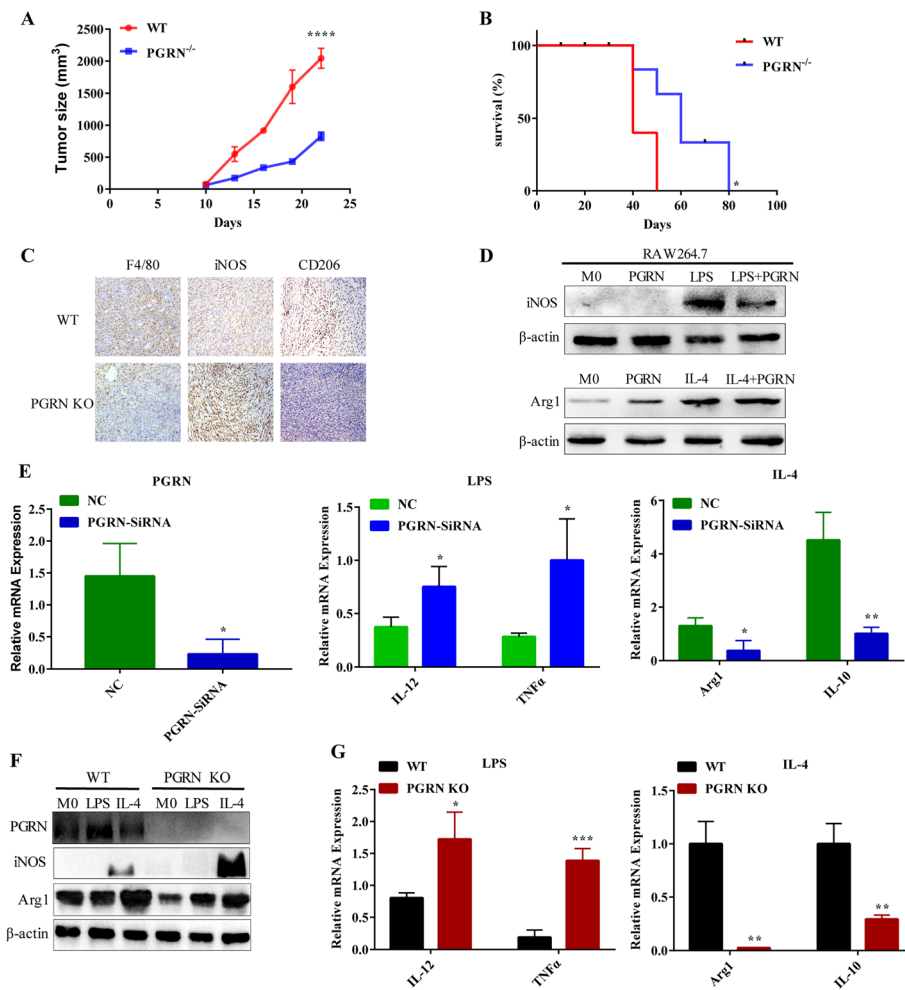 A
WT
PGRN-/-
****
Tumor size (mm3)
2500
2000
1500
1000
500
0
0 5 10 15 20 25
Days
B
WT
PGRN-/-
survival (%)
100
50
0
*
0 20 40 60 80 100
Days
C
F4/80 iNOS CD206
WT
PGRN KO
D
RAW264.7
M0 PGRN LPS LPS+PGRN
iNOS
β-actin
M0 PGRN IL-4 IL-4+PGRN
Arg1
β-actin
E
PGRN
NC
PGRN-SiRNA
Relative mRNA Expression
2.5
2.0
1.5
1.0
0.5
0.0
*
NC
PGRN-SiRNA
LPS
NC
PGRN-SiRNA
Relative mRNA Expression
1.5
1.0
0.5
0.0
* *
IL-12
TNFα
IL-4
NC
PGRN-SiRNA
Relative mRNA Expression
6
4
2
0
* **
Arg1
IL-10
F
WT PGRN KO
M0 LPS IL-4 M0 LPS IL-4
PGRN
iNOS
Arg1
β-actin
G
LPS
WT
PGRN KO
Relative mRNA Expression
2.5
2.0
1.5
1.0
0.5
0.0
* ***
IL-12
TNFα
IL-4
WT
PGRN KO
Relative mRNA Expression
1.5
1.0
0.5
0.0
** **
Arg1
IL-10